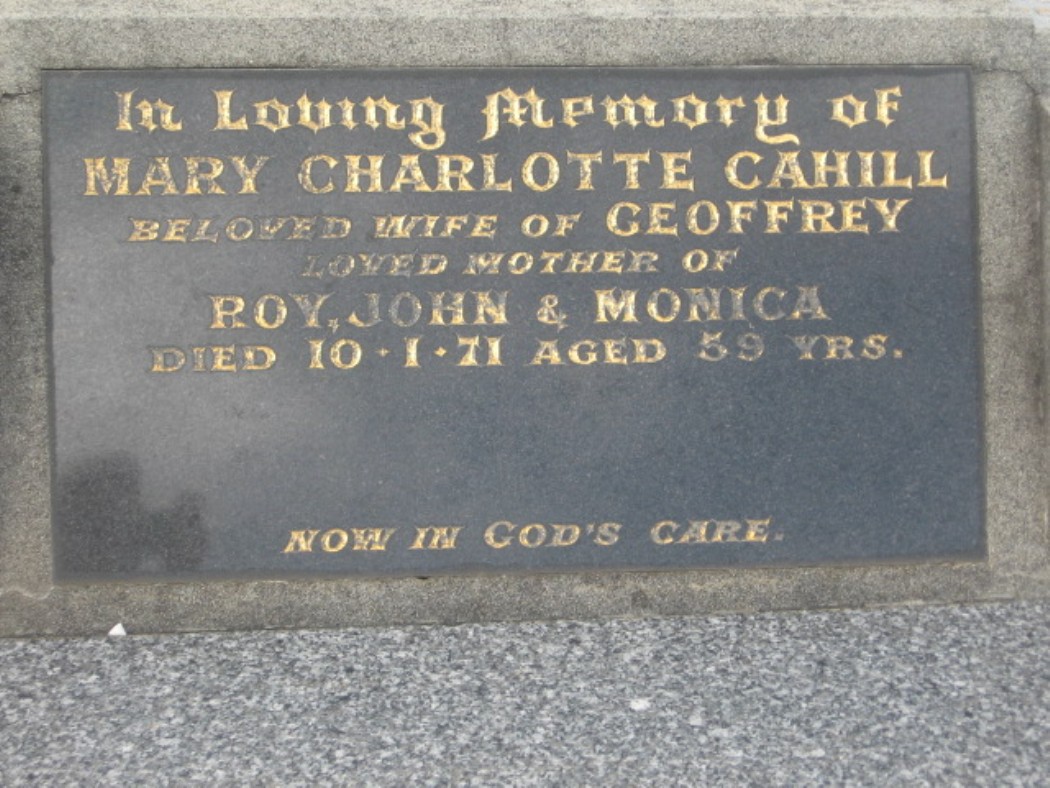 In Loving Memory of
MARY CHARLOTTE CAHILL
BELOVED WIFE OF GEOFFREY
LOVED MOTHER OF
ROY, JOHN & MONICA
DIED 10·1·71 AGED 59 YRS.
NOW IN GOD'S CARE.